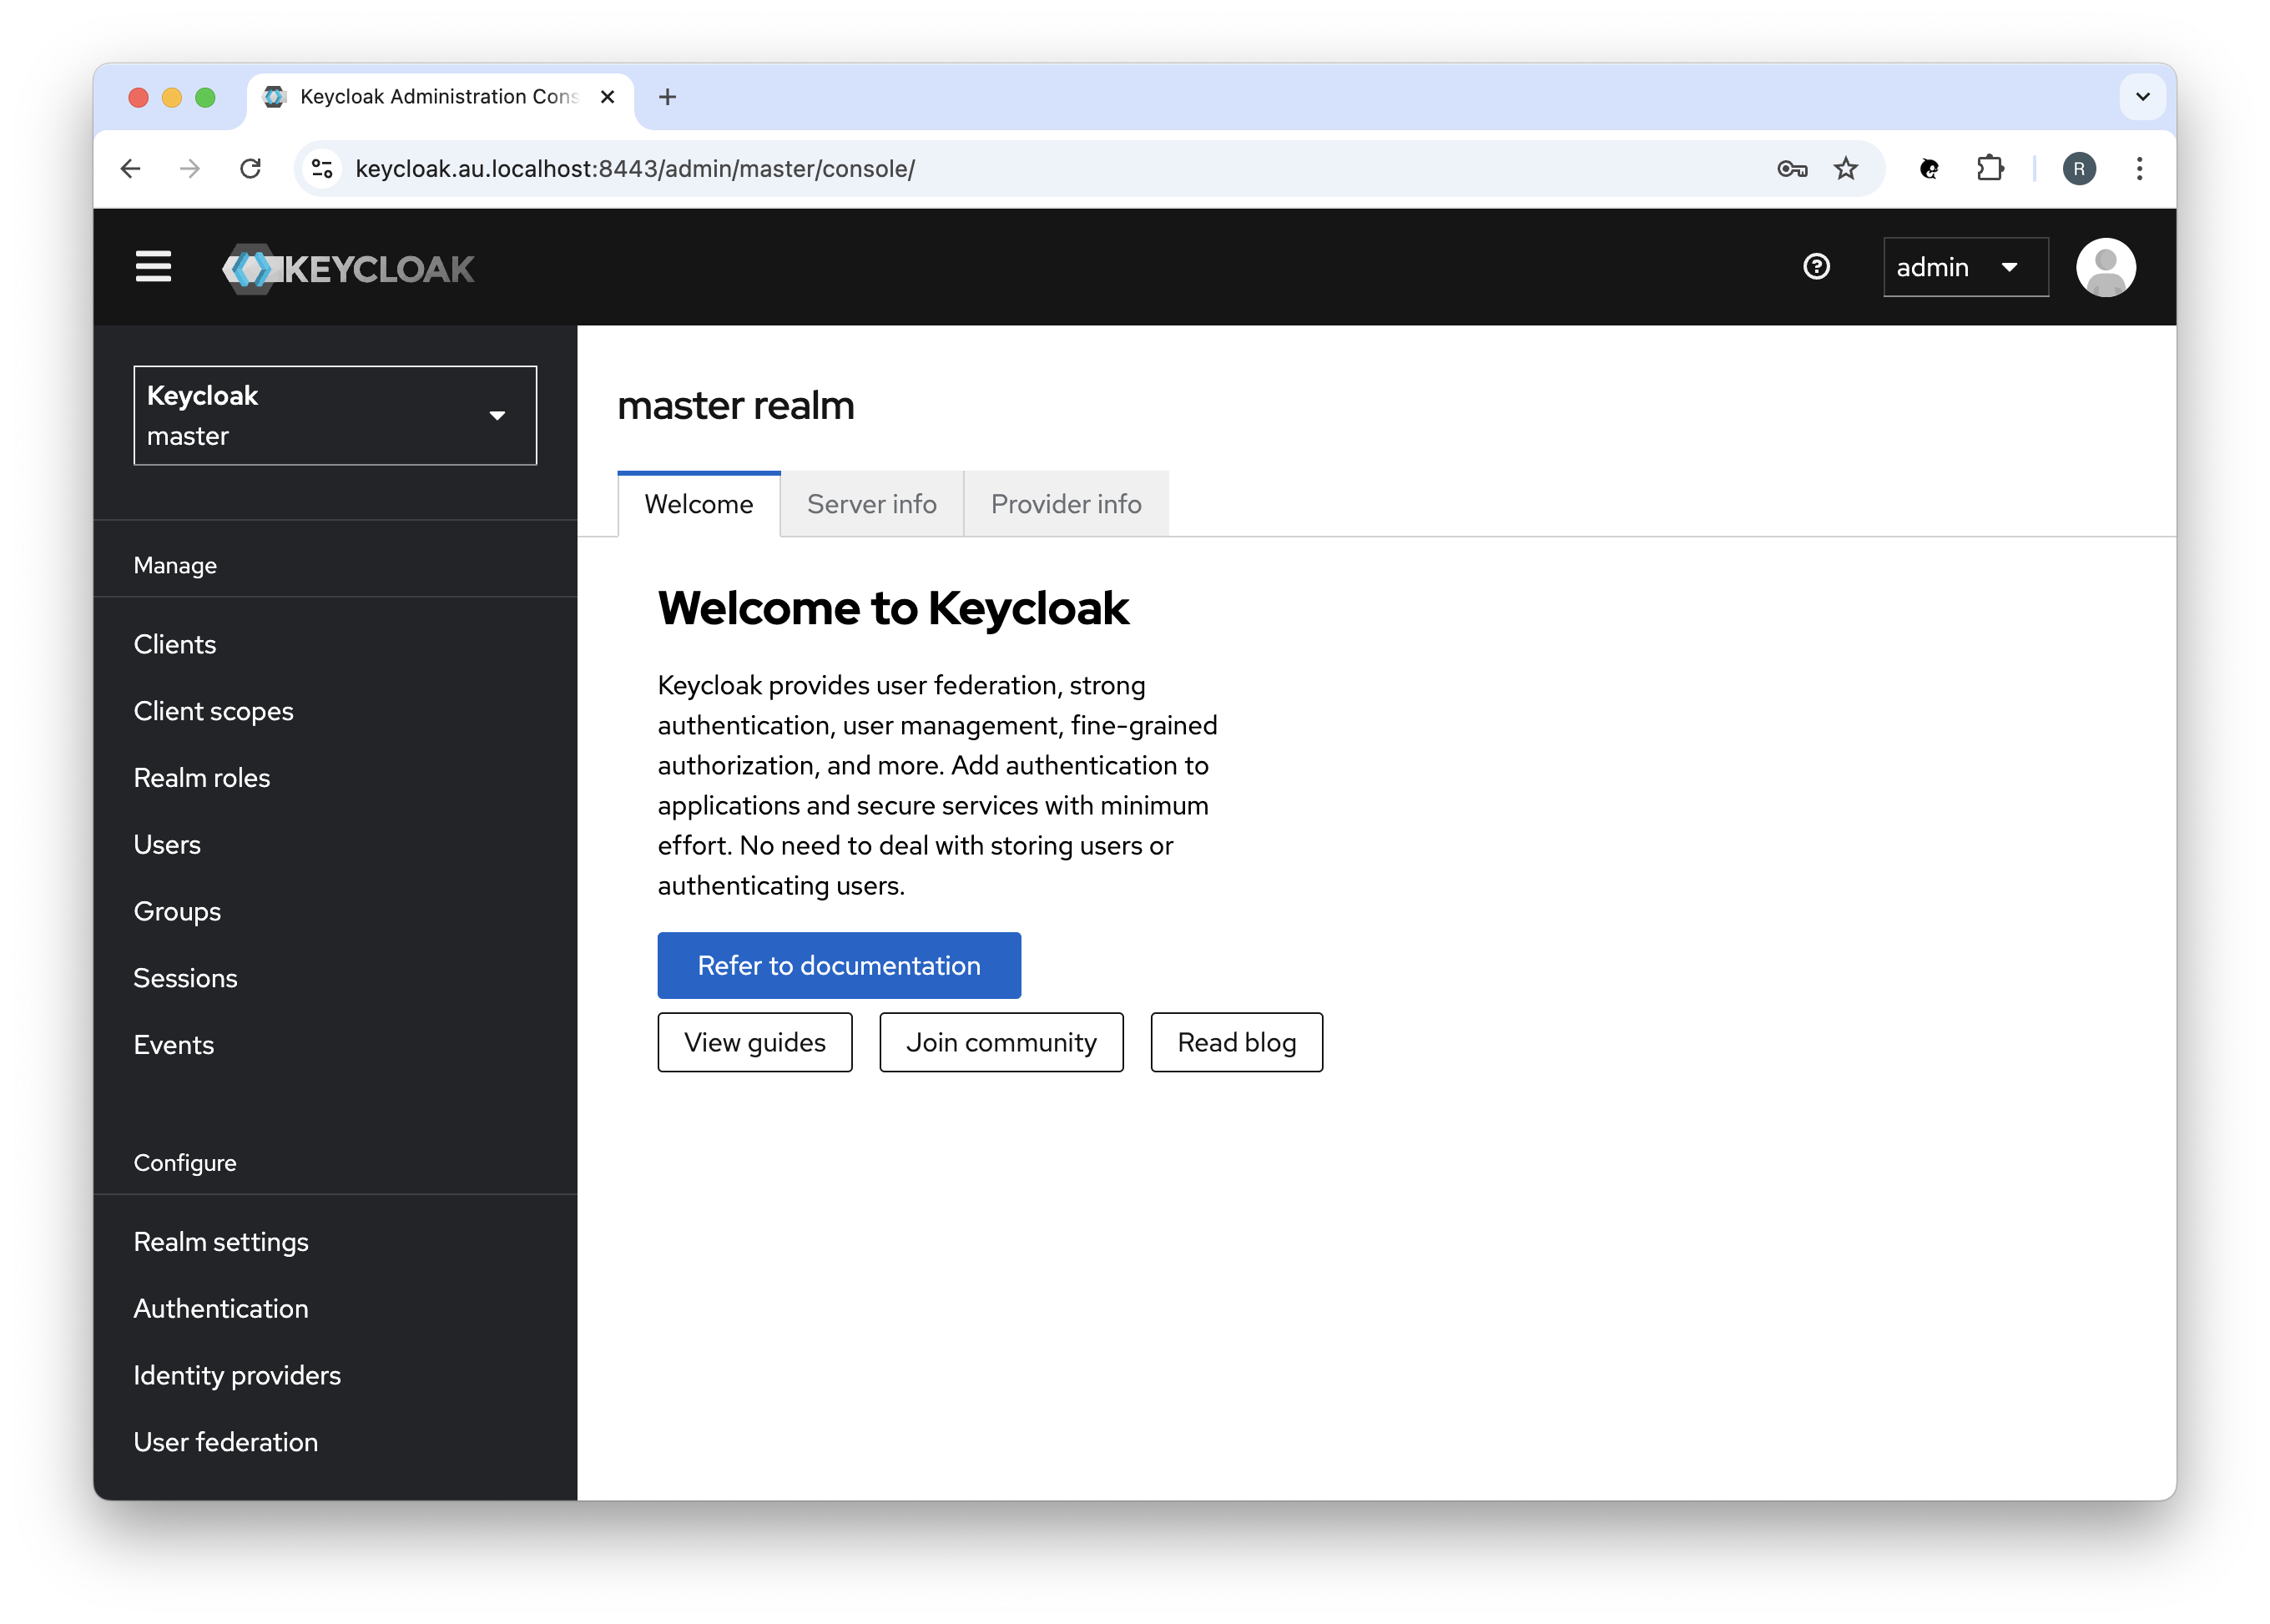 Keycloak Administration Cons
keycloak.au.localhost:8443/admin/master/console/
R
KEYCLOAK
admin
Keycloak
master
Manage
Clients
Client scopes
Realm roles
Users
Groups
Sessions
Events
Configure
Realm settings
Authentication
Identity providers
User federation
master realm
Welcome
Server info
Provider info
Welcome to Keycloak
Keycloak provides user federation, strong
authentication, user management, fine-grained
authorization, and more. Add authentication to
applications and secure services with minimum
effort. No need to deal with storing users or
authenticating users.
Refer to documentation
View guides
Join community
Read blog